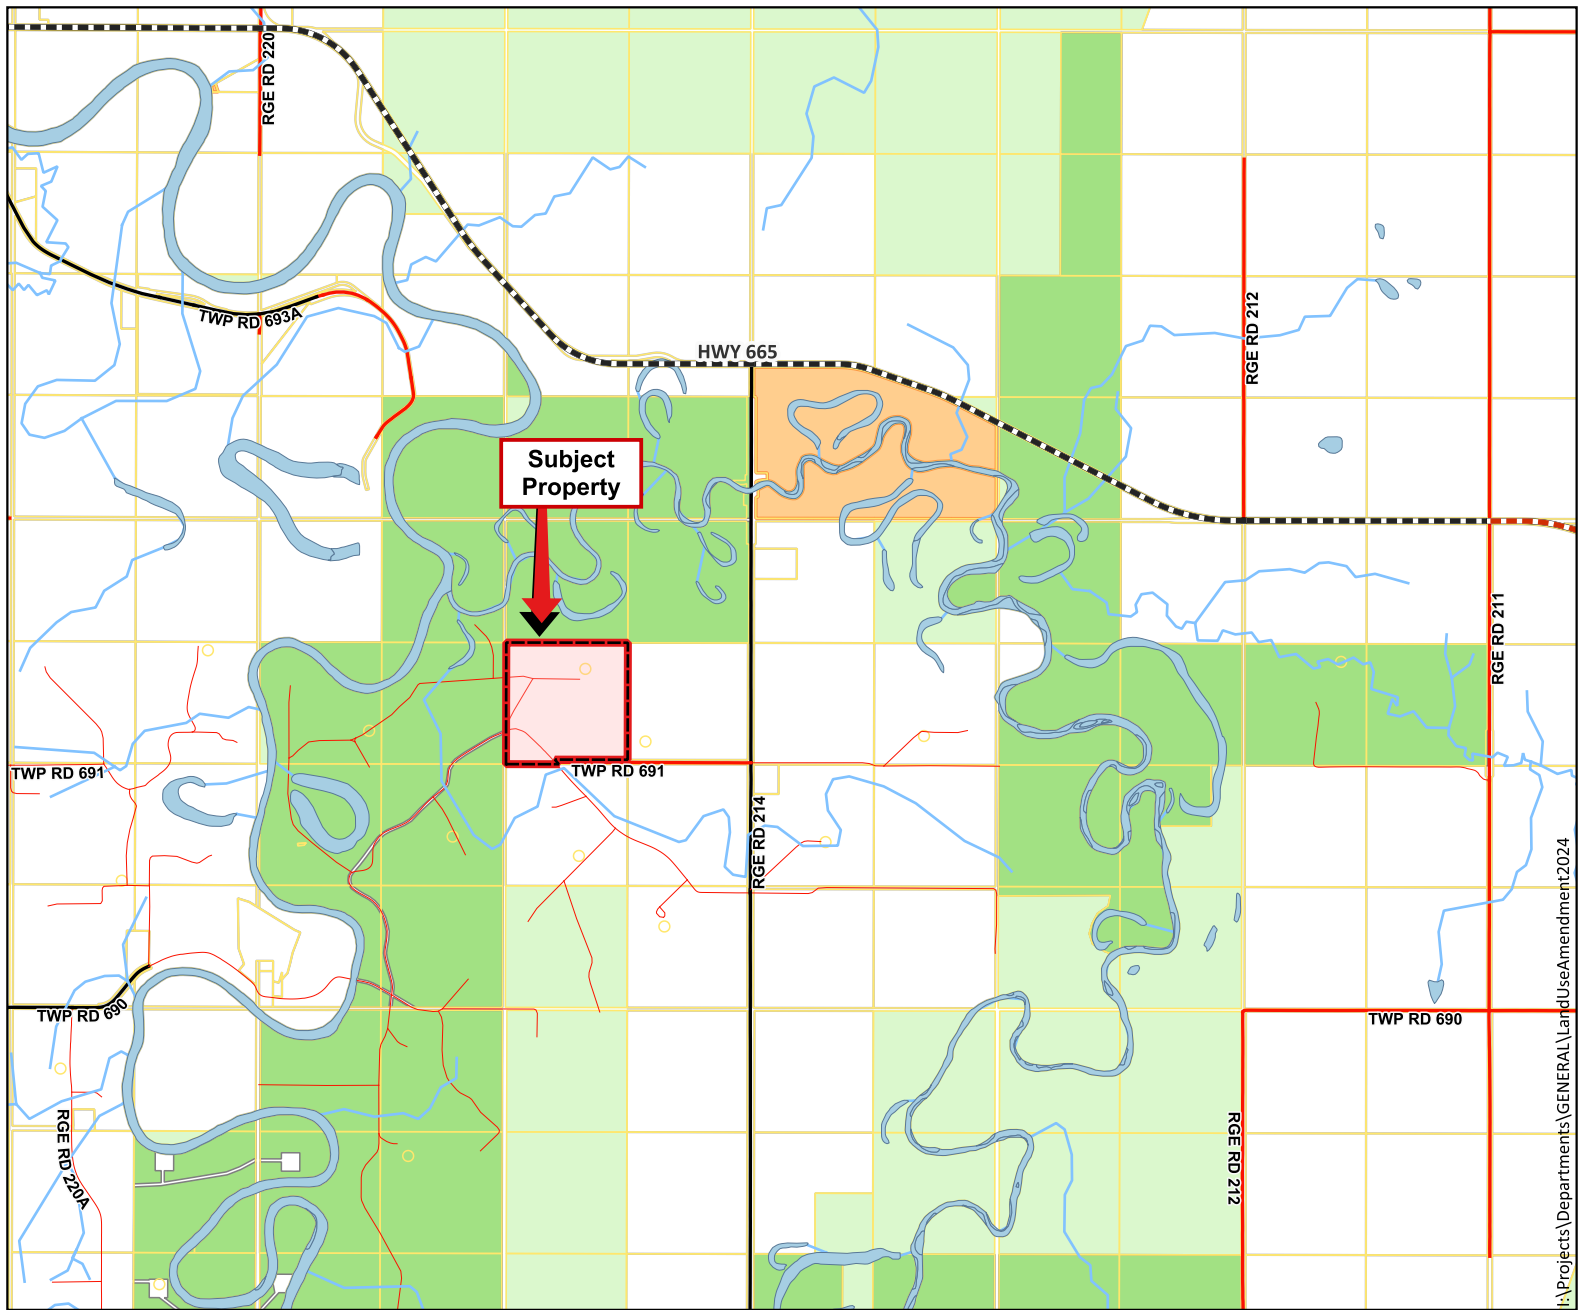 RGE RD 220
TWP RD 693A
HWY 665
RGE RD 212
Subject
Property
RGE RD 211
TWP RD 691
TWP RD 691
RGE RD 214
TWP RD 690
TWP RD 690
RGE RD 220A
RGE RD 212
I:\Projects\Departments\GENERAL\LandUseAmendment2024